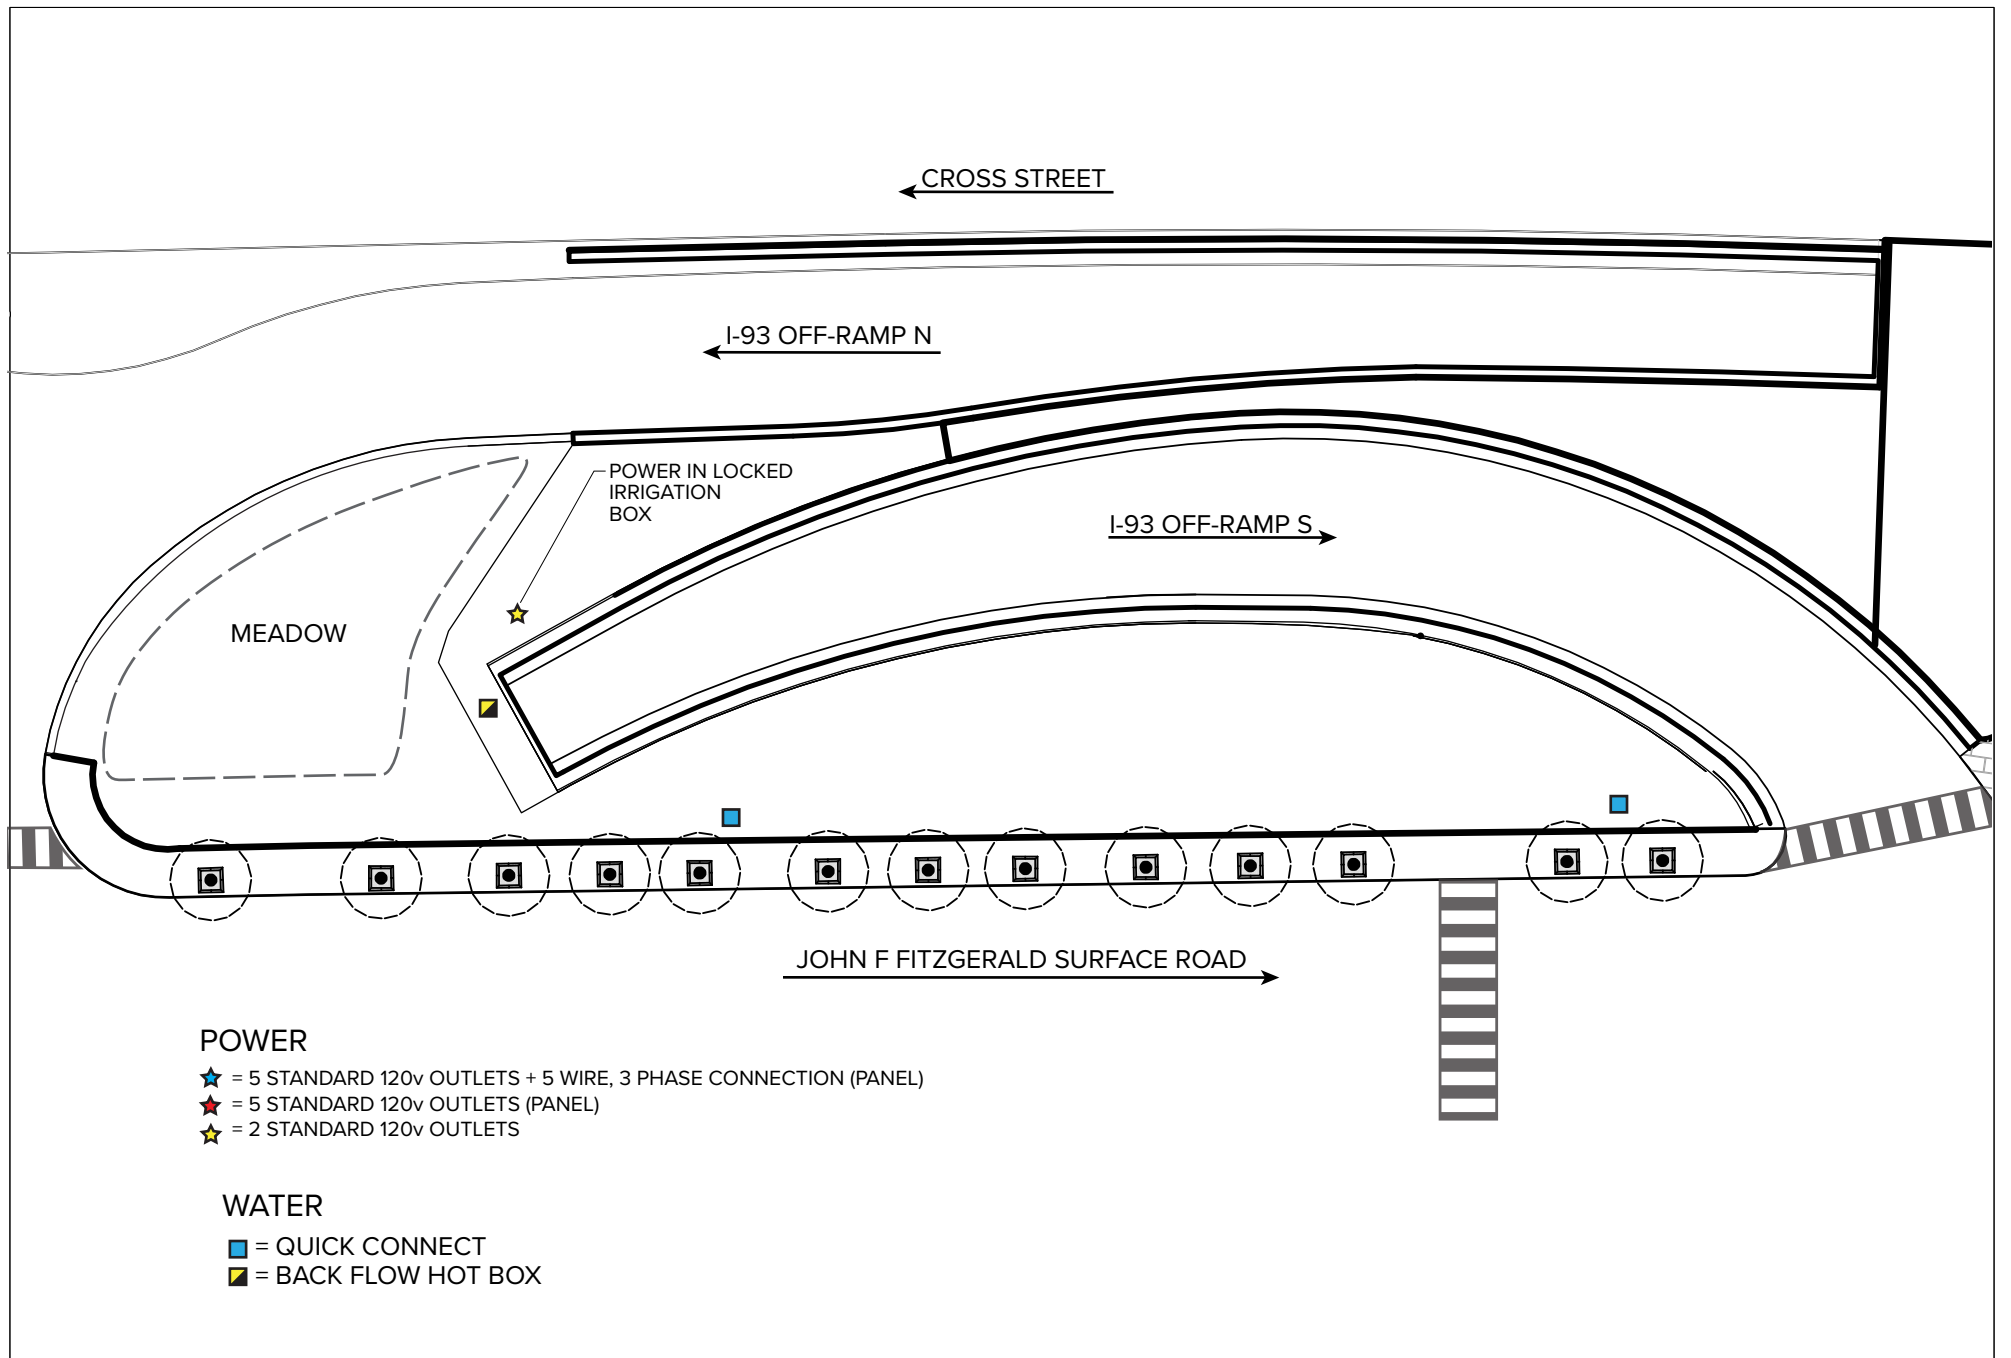 CROSS STREET
I-93 OFF-RAMP N
POWER IN LOCKED
IRRIGATION
BOX
I-93 OFF-RAMP S
MEADOW
JOHN F FITZGERALD SURFACE ROAD
POWER
= 5 STANDARD 120v OUTLETS + 5 WIRE, 3 PHASE CONNECTION (PANEL)
= 5 STANDARD 120v OUTLETS (PANEL)
= 2 STANDARD 120v OUTLETS
WATER
= QUICK CONNECT
= BACK FLOW HOT BOX